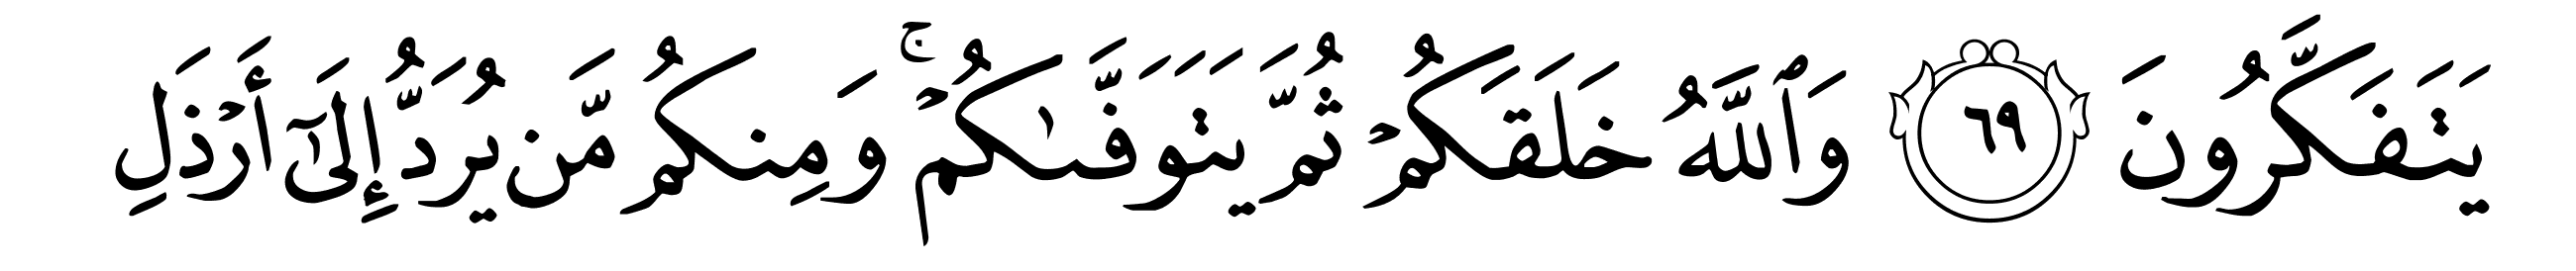 يَتَفَكَّرُونَ ٦٩ وَٱللَّهُ خَلَقَكُمۡ ثُمَّ يَتَوَفَّىٰكُمۡۚ وَمِنكُم مَّن يُرَدُّ إِلَىٰٓ أَرۡذَلِ